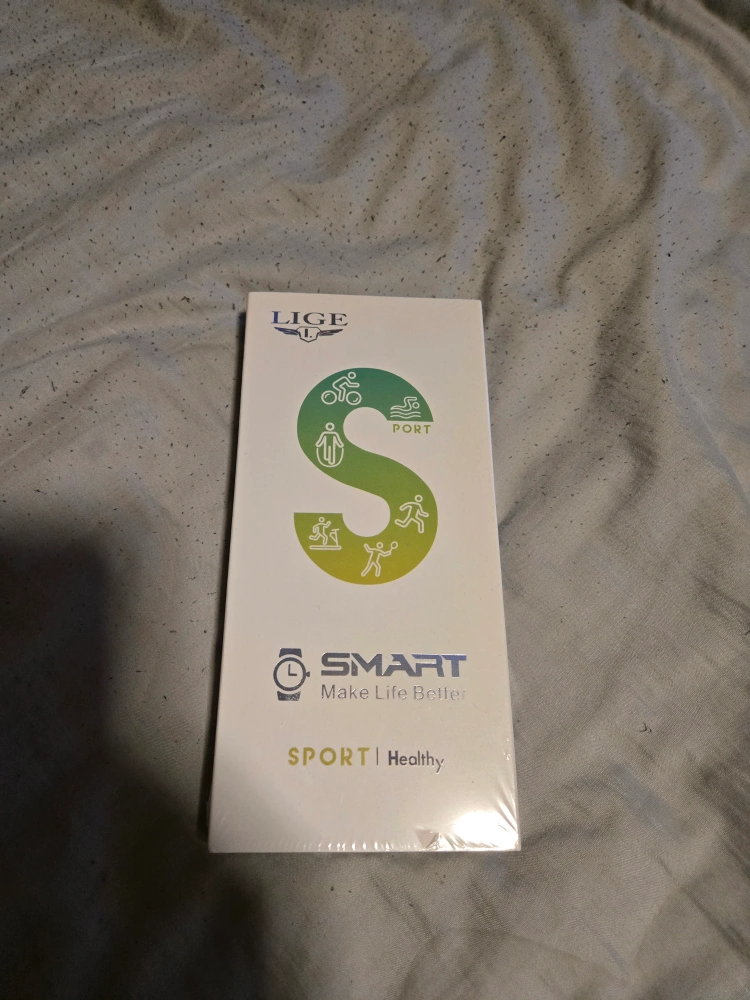 LIGE
L
PORT
SMART
Make Life Better
SPORT | Healthy